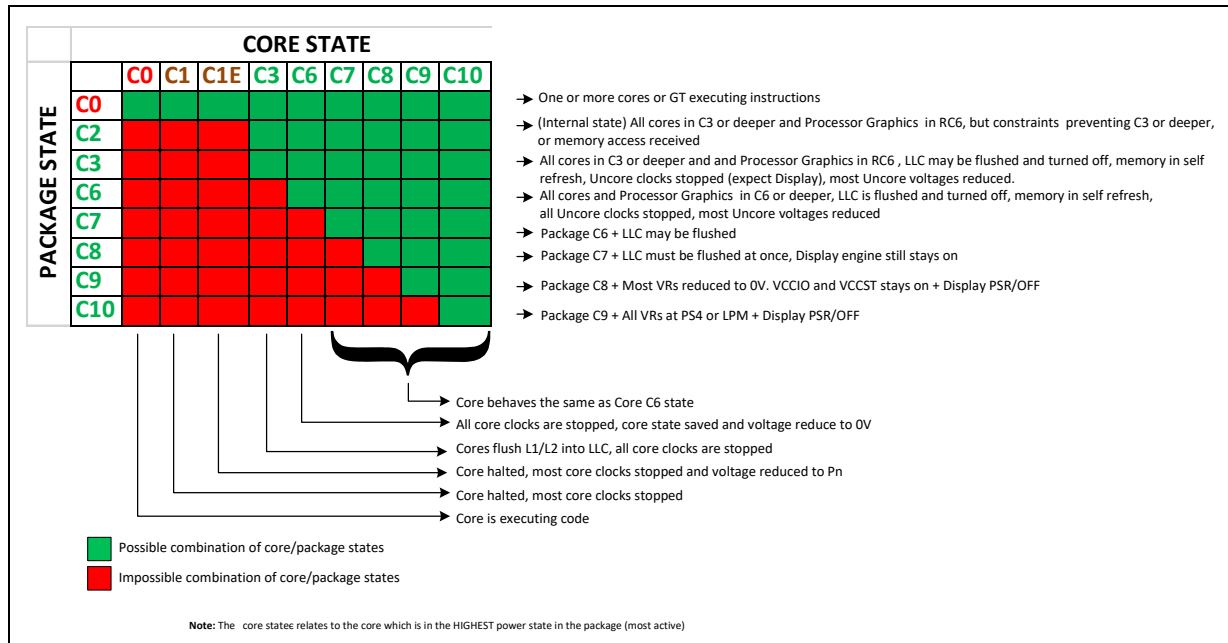 CORE STATE
PACKAGE STATE
C0 C1 C1E C3 C6 C7 C8 C9 C10
C0
C2
C3
C6
C7
C8
C9
C10
One or more cores or GT executing instructions
(Internal state) All cores in C3 or deeper and Processor Graphics in RC6, but constraints preventing C3 or deeper,
or memory access received
All cores in C3 or deeper and and Processor Graphics in RC6 , LLC may be flushed and turned off, memory in self
refresh, Uncore clocks stopped (expect Display), most Uncore voltages reduced.
All cores and Processor Graphics in C6 or deeper, LLC is flushed and turned off, memory in self refresh,
all Uncore clocks stopped, most Uncore voltages reduced
Package C6 + LLC may be flushed
Package C7 + LLC must be flushed at once, Display engine still stays on
Package C8 + Most VRs reduced to 0V. VCCIO and VCCST stays on + Display PSR/OFF
Package C9 + All VRs at PS4 or LPM + Display PSR/OFF
Core behaves the same as Core C6 state
All core clocks are stopped, core state saved and voltage reduce to 0V
Cores flush L1/L2 into LLC, all core clocks are stopped
Core halted, most core clocks stopped and voltage reduced to Pn
Core halted, most core clocks stopped
Core is executing code
Possible combination of core/package states
Impossible combination of core/package states
Note: The core statee relates to the core which is in the HIGHEST power state in the package (most active)